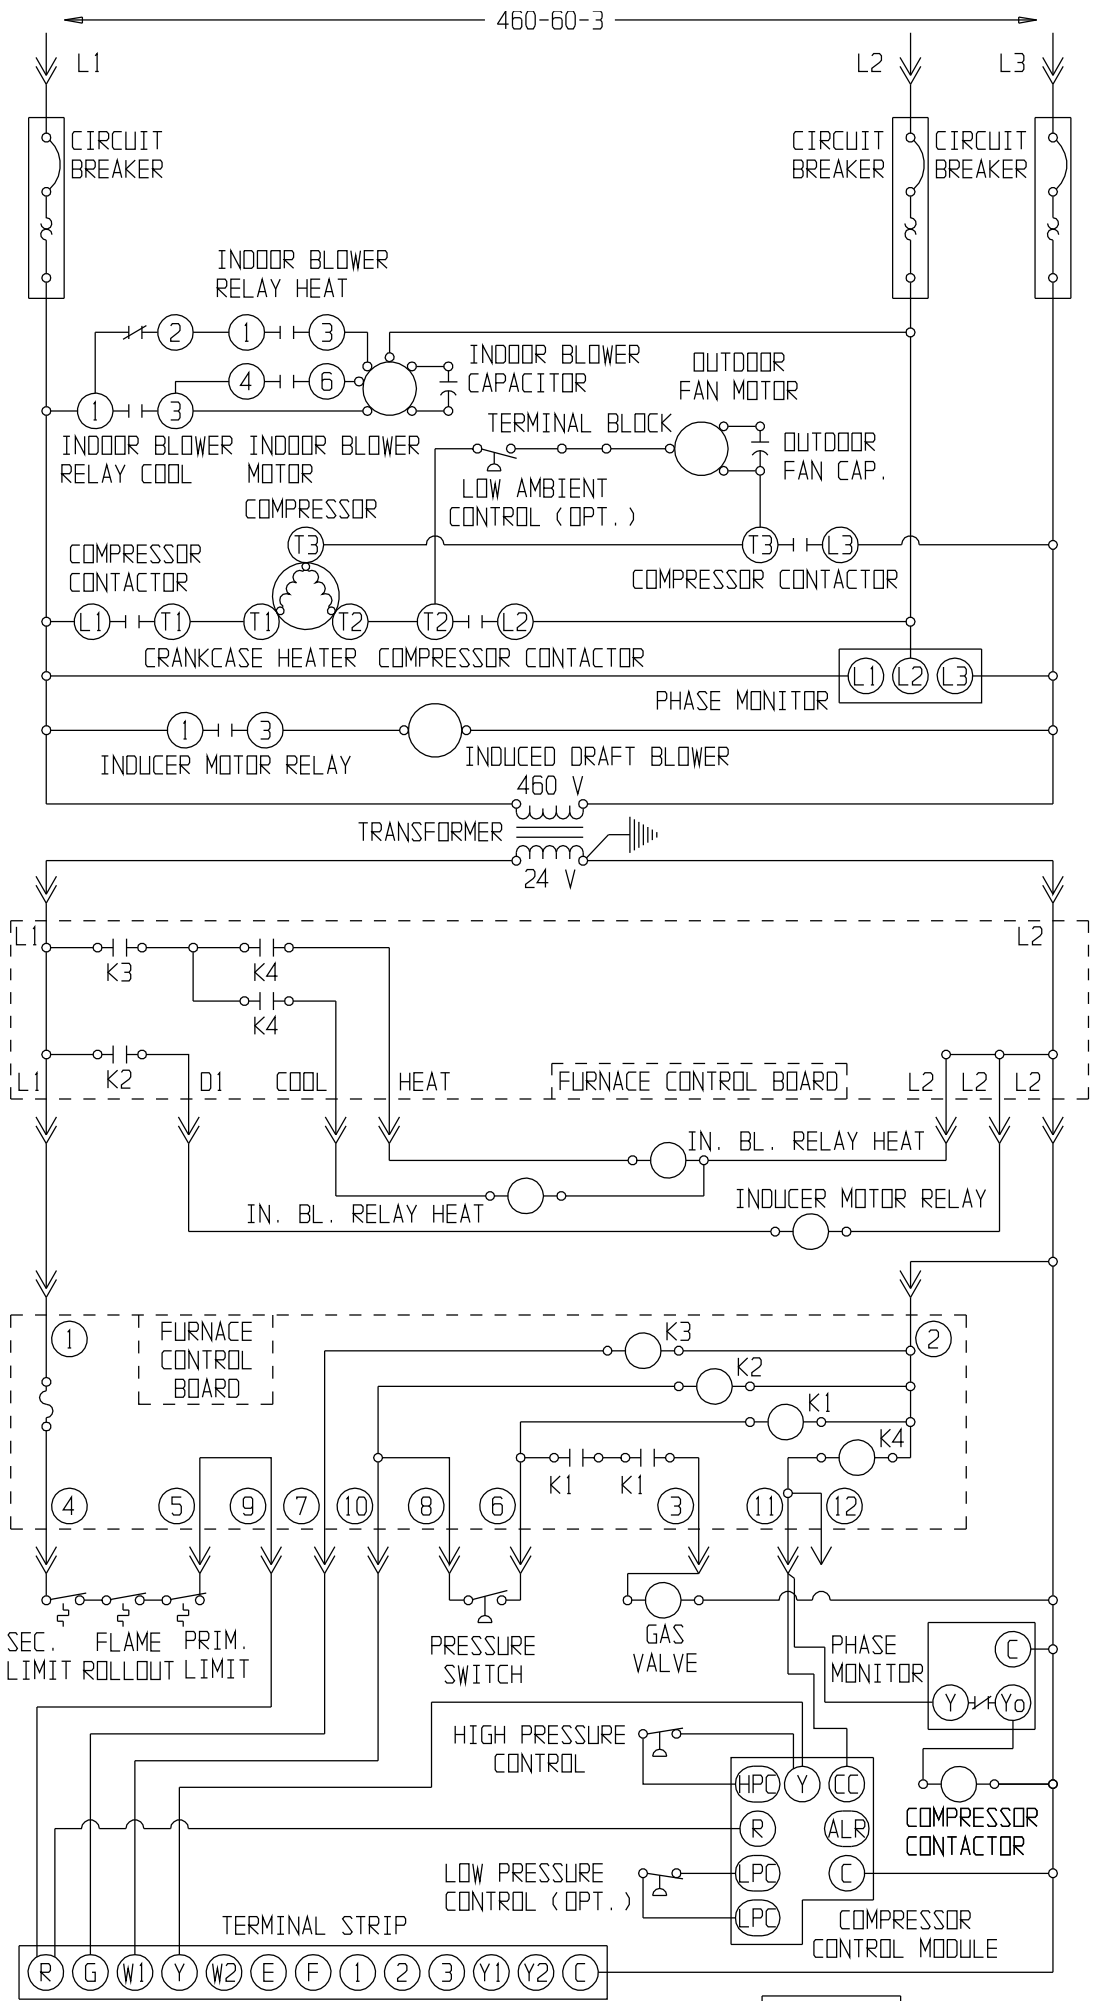 460-60-3
L1
L2
L3
CIRCUIT
BREAKER
CIRCUIT
BREAKER
CIRCUIT
BREAKER
INDOOR BLOWER
RELAY HEAT
2
1
3
4
6
1
3
INDOOR BLOWER
CAPACITOR
OUTDOOR
FAN MOTOR
INDOOR BLOWER
RELAY COOL
INDOOR BLOWER
MOTOR
TERMINAL BLOCK
OUTDOOR
FAN CAP.
LOW AMBIENT
CONTROL (OPT.)
COMPRESSOR
T3
T3
L3
COMPRESSOR
CONTACTOR
COMPRESSOR CONTACTOR
L1
T1
T1
T2
T2
L2
CRANKCASE HEATER
COMPRESSOR CONTACTOR
L1
L2
L3
PHASE MONITOR
1
3
INDUCER MOTOR RELAY
INDUCED DRAFT BLOWER
460 V
TRANSFORMER
24 V
L1
L2
K3
K4
K4
K2
L1
D1
COOL
HEAT
FURNACE CONTROL BOARD
L2
L2
L2
IN. BL. RELAY HEAT
IN. BL. RELAY HEAT
INDUCER MOTOR RELAY
1
FURNACE
CONTROL
BOARD
K3
2
K2
K1
K4
K1
K1
4
5
9
7
10
8
6
3
11
12
SEC.
LIMIT
FLAME
ROLLOUT
PRIM.
LIMIT
PRESSURE
SWITCH
GAS
VALVE
PHASE
MONITOR
C
Y
Yo
HIGH PRESSURE
CONTROL
HPC
Y
CC
R
ALR
LPC
C
LPC
COMPRESSOR
CONTACTOR
LOW PRESSURE
CONTROL (OPT.)
COMPRESSOR
CONTROL MODULE
TERMINAL STRIP
R
G
W1
Y
W2
E
F
1
2
3
Y1
Y2
C